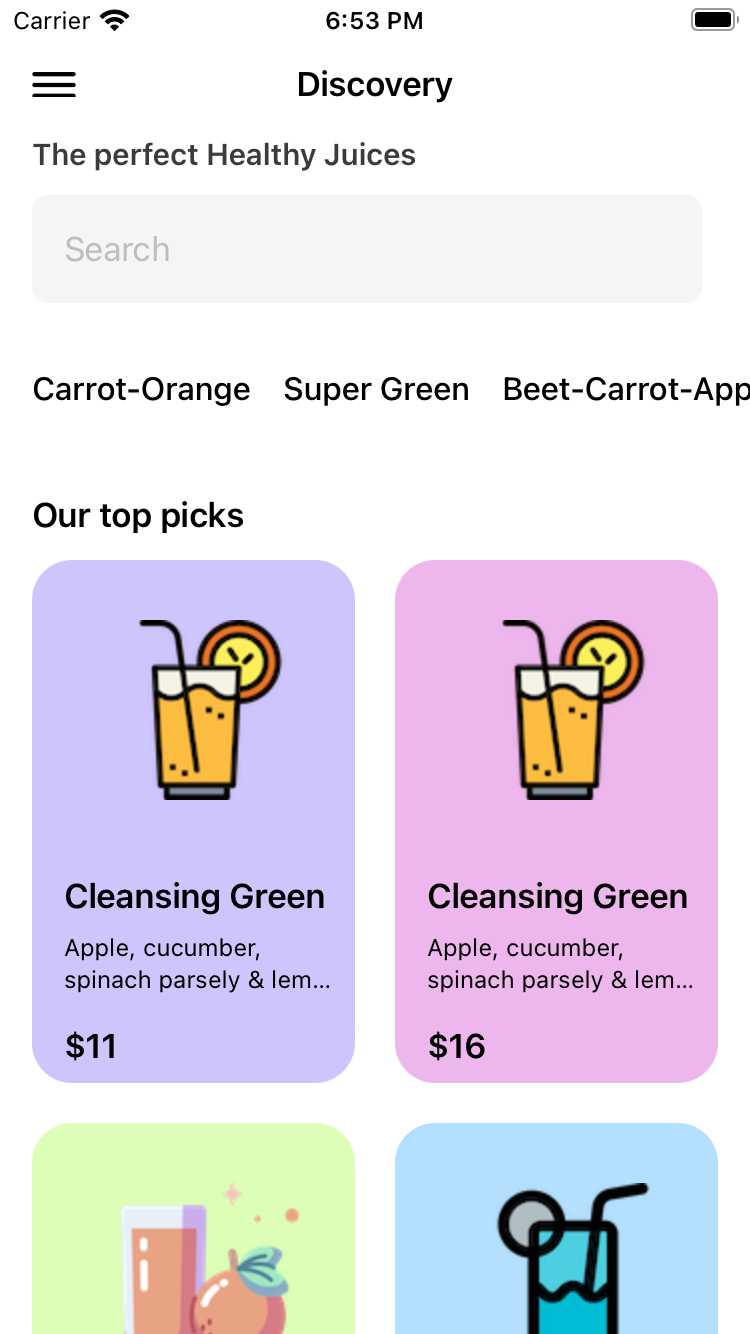 Carrier 6:53 PM
Discovery
The perfect Healthy Juices
Search
Carrot-Orange Super Green Beet-Carrot-App
Our top picks
Cleansing Green Cleansing Green
Apple, cucumber, Apple, cucumber,
spinach parsely & lem... spinach parsely & lem...
$11 $16